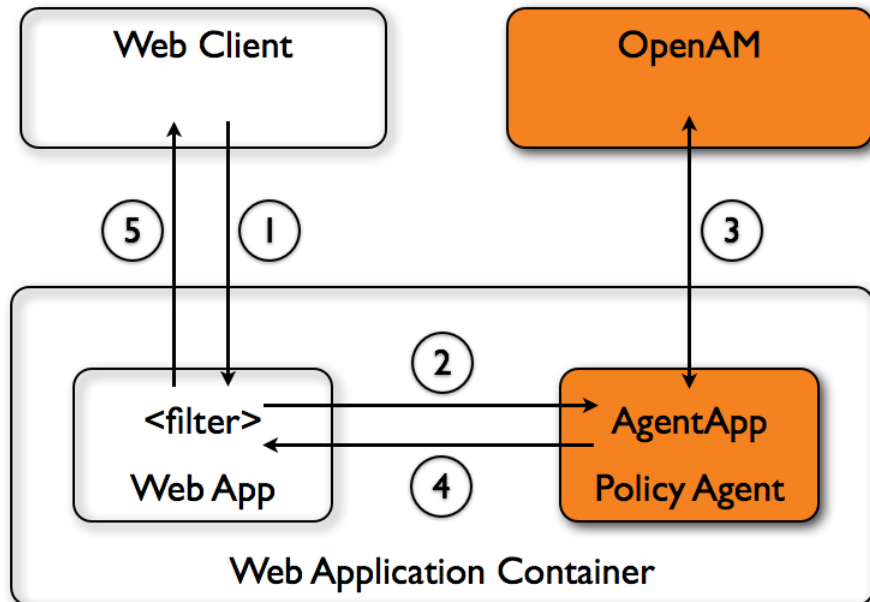 Web Client
OpenAM
5
1
3
2
<filter>
AgentApp
Web App
Policy Agent
4
Web Application Container